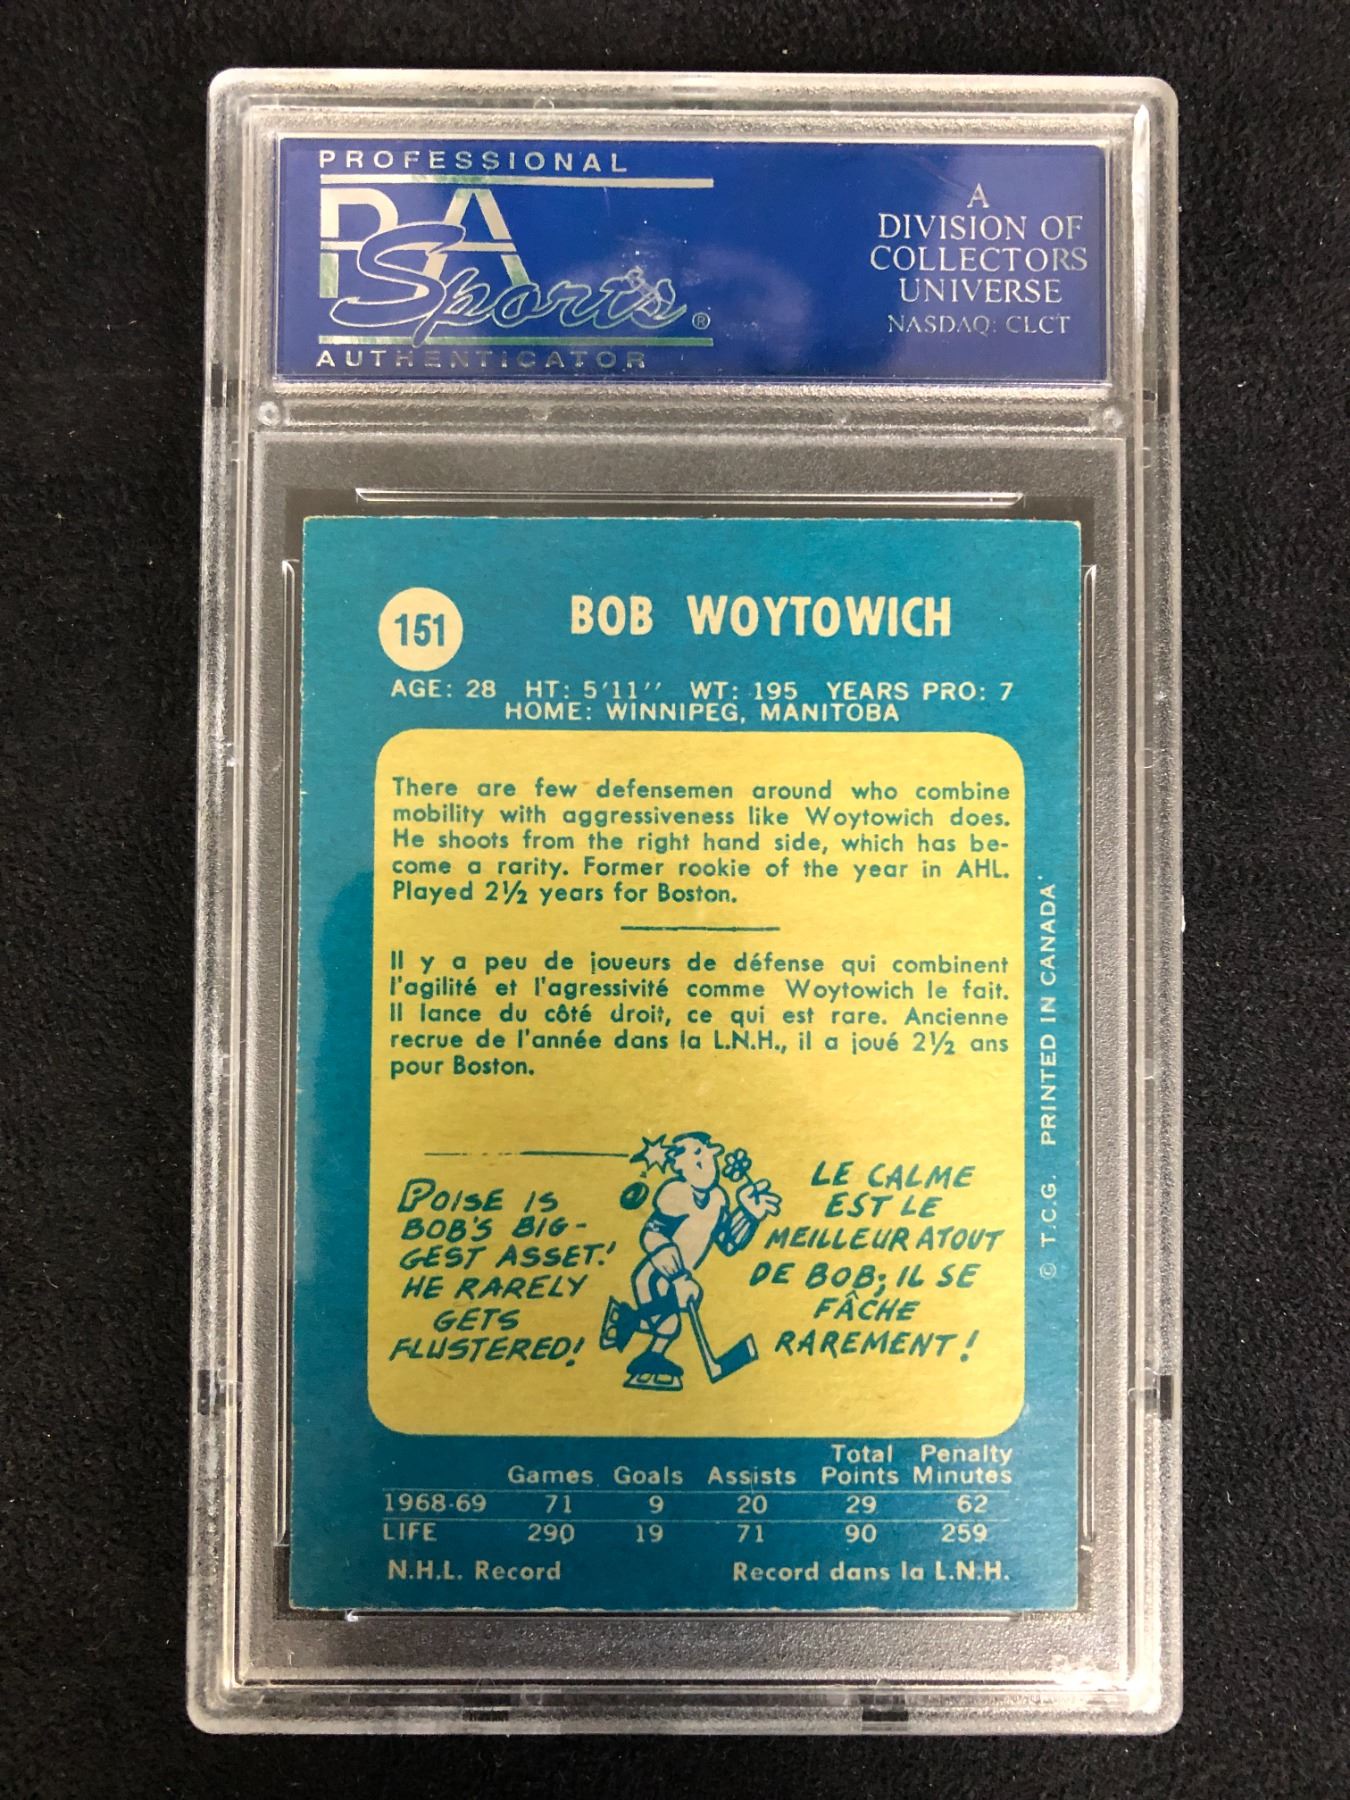 PROFESSIONAL
PSA
Sports®
AUTHENTICATOR
A
DIVISION OF
COLLECTORS
UNIVERSE
NASDAQ: CLCT
151
BOB WOYTOWICH
AGE: 28 HT: 5'11'' WT: 195 YEARS PRO: 7
HOME: WINNIPEG, MANITOBA
There are few defensemen around who combine
mobility with aggressiveness like Woytowich does.
He shoots from the right hand side, which has be-
come a rarity. Former rookie of the year in AHL.
Played 2½ years for Boston.
Il y a peu de joueurs de défense qui combinent
l'agilité et l'agressivité comme Woytowich le fait.
Il lance du côté droit, ce qui est rare. Ancienne
recrue de l'année dans la L.N.H., il a joué 2½ ans
pour Boston.
POISE IS
BOB'S BIG-
GEST ASSET!
HE RARELY
GETS
FLUSTERED!
LE CALME
EST LE
MEILLEUR ATOUT
DE BOB; IL SE
FÂCHE
RAREMENT!
© T.C.G. PRINTED IN CANADA
Total Penalty
Games Goals Assists Points Minutes
1968-69 71 9 20 29 62
LIFE 290 19 71 90 259
N.H.L. Record Record dans la L.N.H.